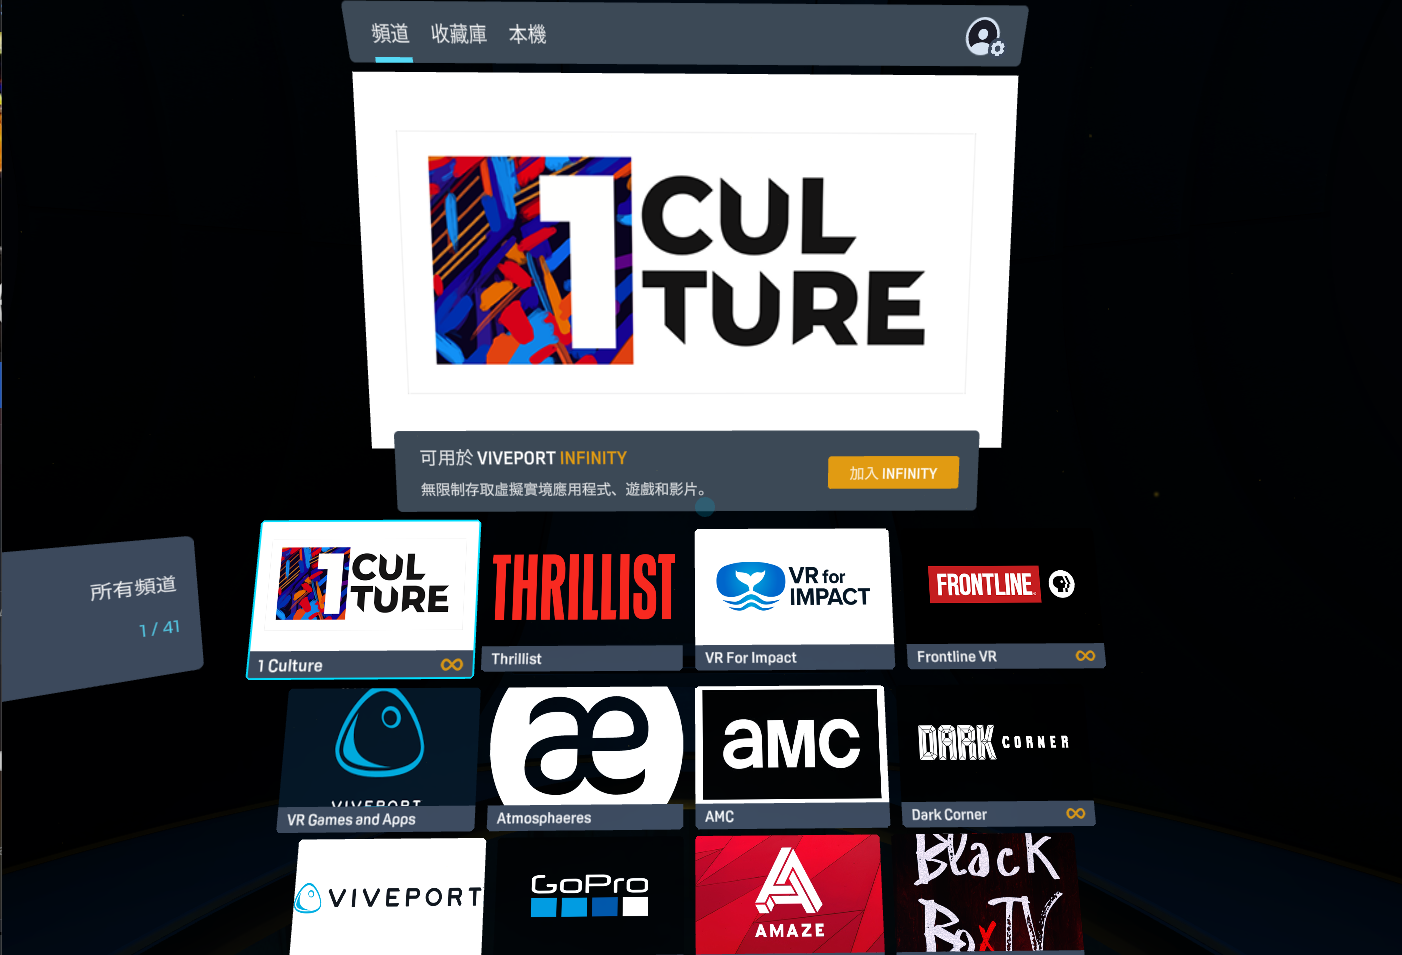 頻道 收藏庫 本機
1 CUL
TURE
可用於 VIVEPORT INFINITY
無限制存取虛擬實境應用程式、遊戲和影片。
加入 INFINITY
所有頻道
1 / 41
1 CUL
TURE
1 Culture
THRILLIST
Thrillist
VR for
IMPACT
VR For Impact
FRONTLINE
Frontline VR
VIVEPORT
VR Games and Apps
æ
Atmosphaeres
aMC
AMC
DARK CORNER
Dark Corner
VIVEPORT
GoPro
AMAZE
Black
BoxTV